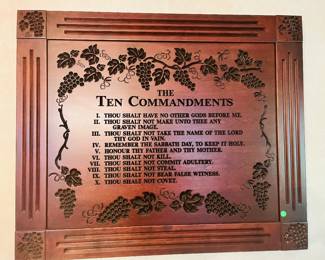 THE
TEN COMMANDMENTS
I. THOU SHALT HAVE NO OTHER GODS BEFORE ME.
II. THOU SHALT NOT MAKE UNTO THEE ANY
GRAVEN IMAGE.
III. THOU SHALT NOT TAKE THE NAME OF THE LORD
THY GOD IN VAIN.
IV. REMEMBER THE SABBATH DAY, TO KEEP IT HOLY.
V. HONOUR THY FATHER AND THY MOTHER.
VI. THOU SHALT NOT KILL.
VII. THOU SHALT NOT COMMIT ADULTERY.
VIII. THOU SHALT NOT STEAL.
IX. THOU SHALT NOT BEAR FALSE WITNESS.
X. THOU SHALT NOT COVET.